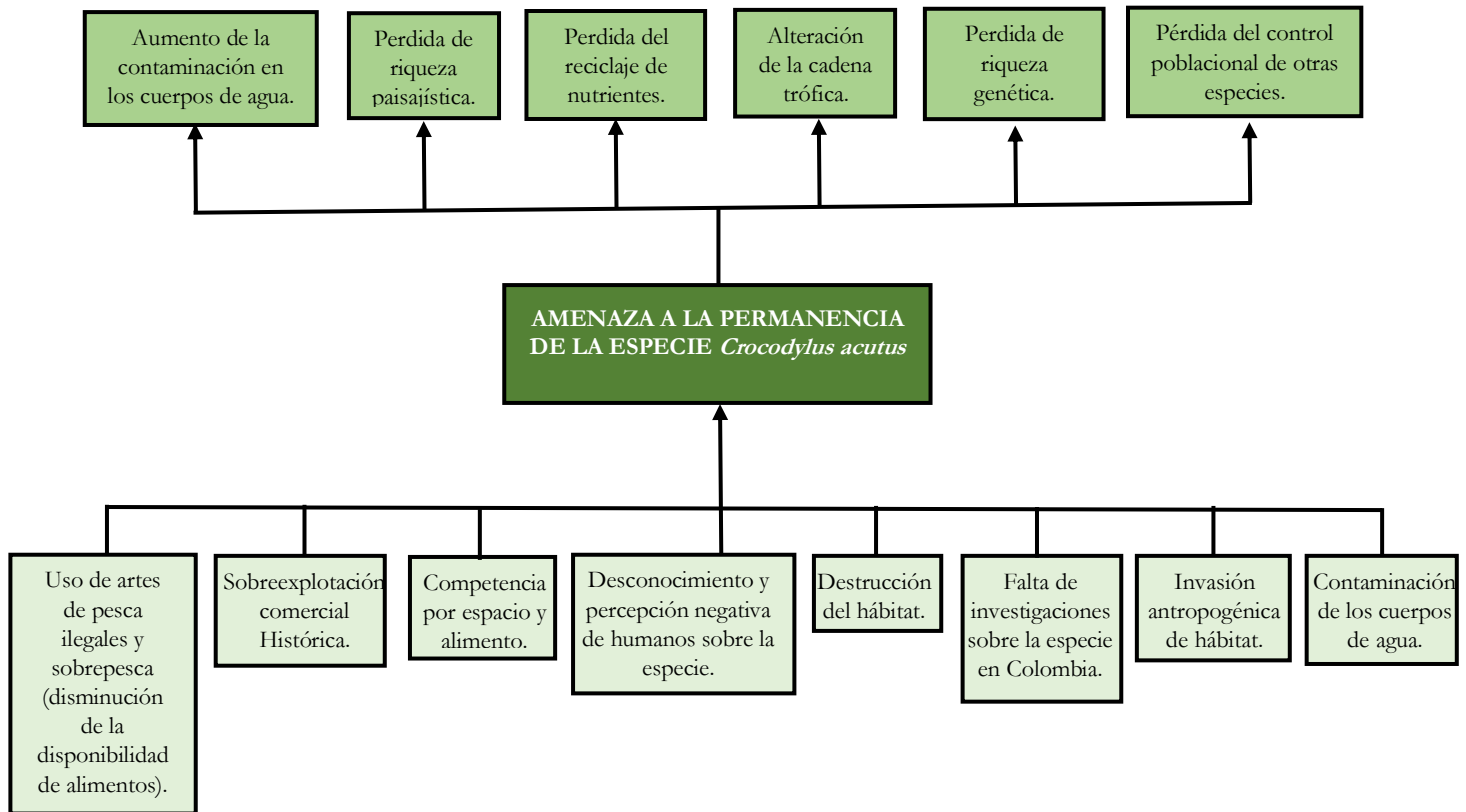 Aumento de la
contaminación en
los cuerpos de agua.
Perdida de
riqueza
paisajística.
Perdida del
reciclaje de
nutrientes.
Alteración
de la cadena
trófica.
Perdida de
riqueza
genética.
Pérdida del control
poblacional de otras
especies.
AMENAZA A LA PERMANENCIA
DE LA ESPECIE Crocodylus acutus
Uso de artes
de pesca
ilegales y
sobrepesca
(disminución
de la
disponibilidad
de alimentos).
Sobreexplotación
comercial
Histórica.
Competencia
por espacio y
alimento.
Desconocimiento y
percepción negativa
de humanos sobre la
especie.
Destrucción
del hábitat.
Falta de
investigaciones
sobre la especie
en Colombia.
Invasión
antropogénica
de hábitat.
Contaminación
de los cuerpos
de agua.